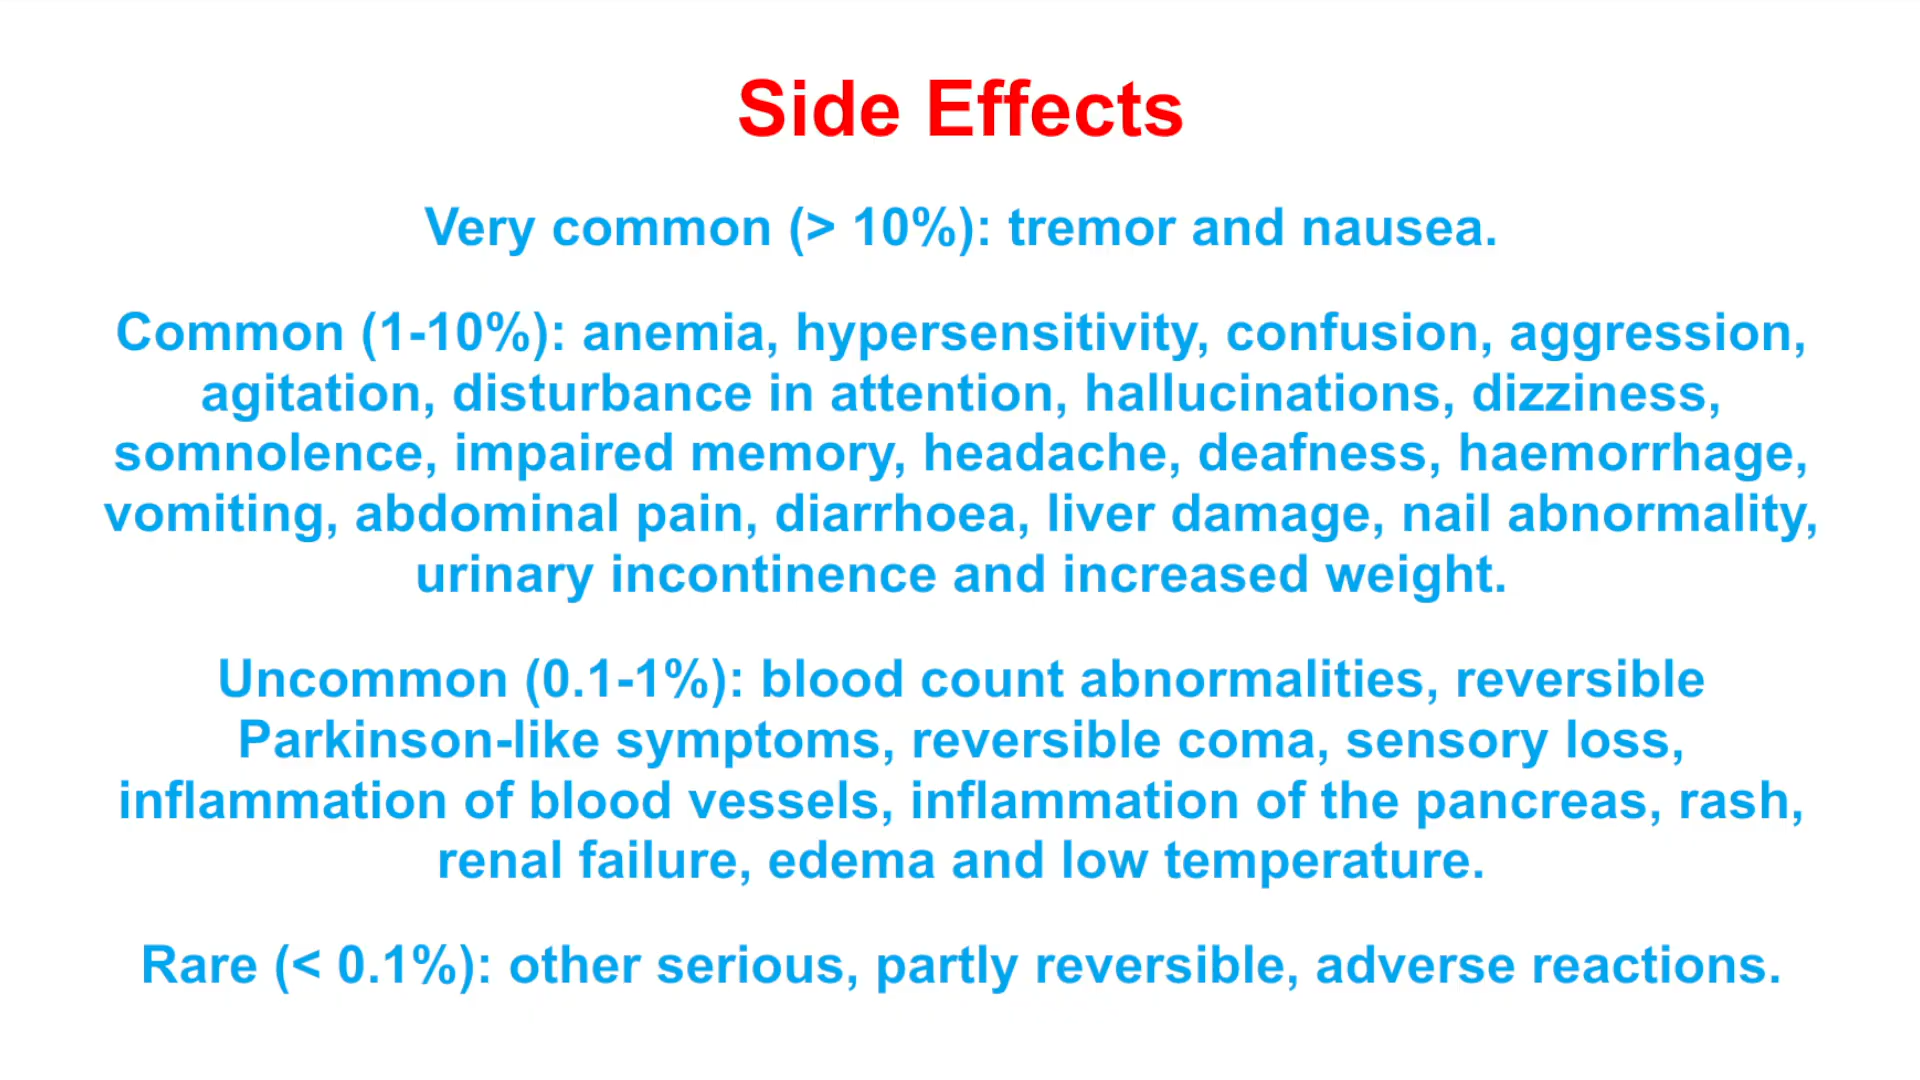 Side Effects
Very common (> 10%): tremor and nausea.
Common (1-10%): anemia, hypersensitivity, confusion, aggression,
agitation, disturbance in attention, hallucinations, dizziness,
somnolence, impaired memory, headache, deafness, haemorrhage,
vomiting, abdominal pain, diarrhoea, liver damage, nail abnormality,
urinary incontinence and increased weight.
Uncommon (0.1-1%): blood count abnormalities, reversible
Parkinson-like symptoms, reversible coma, sensory loss,
inflammation of blood vessels, inflammation of the pancreas, rash,
renal failure, edema and low temperature.
Rare (< 0.1%): other serious, partly reversible, adverse reactions.